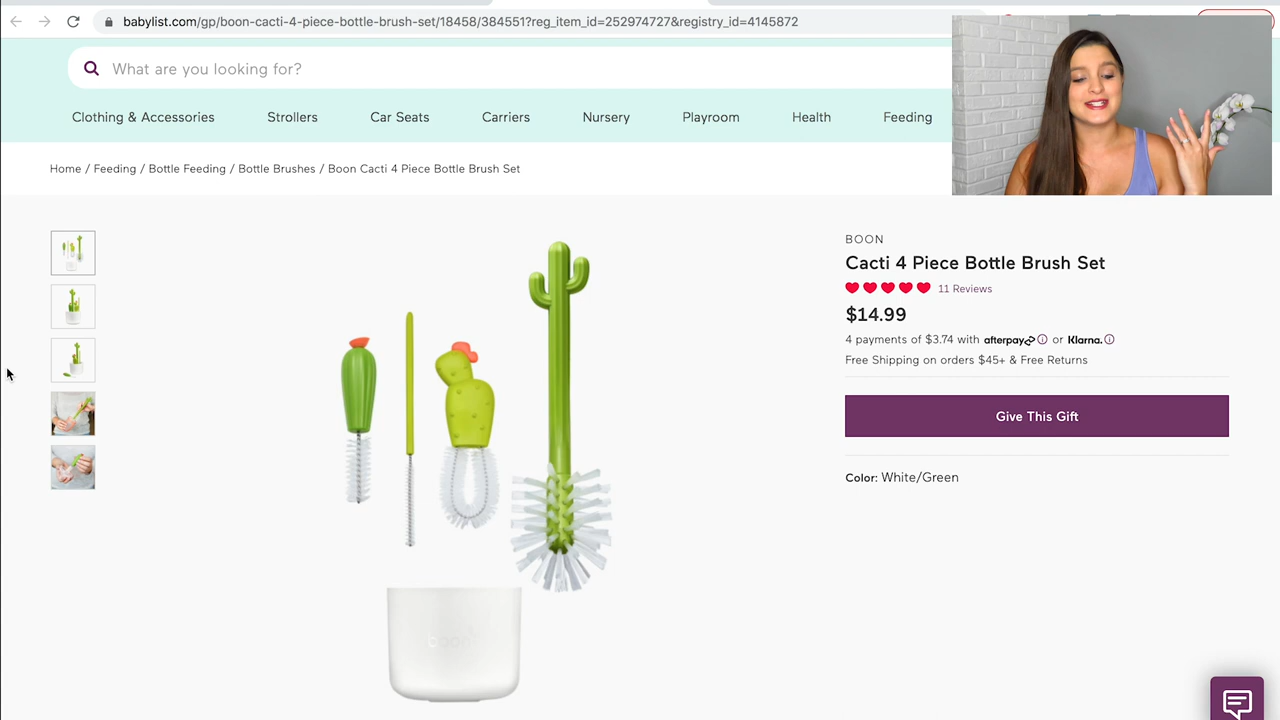 babylist.com/gp/boon-cacti-4-piece-bottle-brush-set/18458/384551?reg_item_id=252974727&registry_id=4145872
What are you looking for?
Clothing & Accessories Strollers Car Seats Carriers Nursery Playroom Health Feeding
Home / Feeding / Bottle Feeding / Bottle Brushes / Boon Cacti 4 Piece Bottle Brush Set
BOON
Cacti 4 Piece Bottle Brush Set
11 Reviews
$14.99
4 payments of $3.74 with afterpay or Klarna.
Free Shipping on orders $45+ & Free Returns
Give This Gift
Color: White/Green
boon